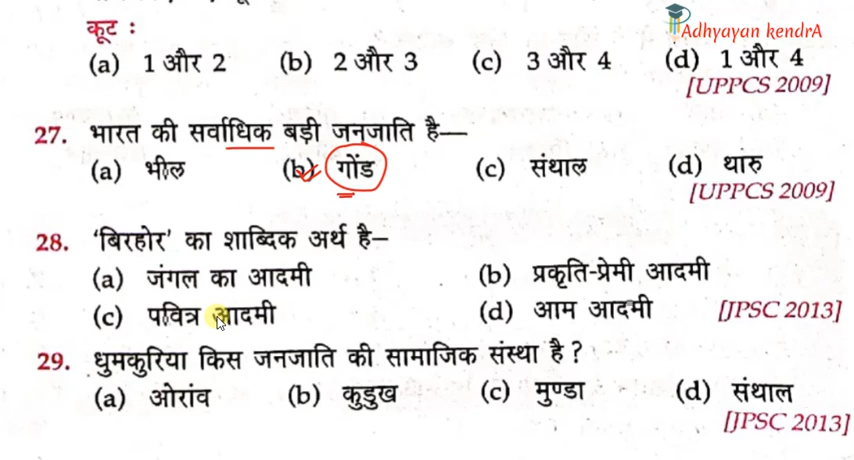 Adhyayan kendrA
कूट :
(a) 1 और 2 (b) 2 और 3 (c) 3 और 4 (d) 1 और 4
[UPPCS 2009]
27. भारत की सर्वाधिक बड़ी जनजाति है—
(a) भील (b) गोंड (c) संथाल (d) थारु
[UPPCS 2009]
28. ‘बिरहोर’ का शाब्दिक अर्थ है–
(a) जंगल का आदमी (b) प्रकृति-प्रेमी आदमी
(c) पवित्र आदमी (d) आम आदमी [JPSC 2013]
29. धुमकुरिया किस जनजाति की सामाजिक संस्था है ?
(a) ओरांव (b) कुडुख (c) मुण्डा (d) संथाल
[JPSC 2013]